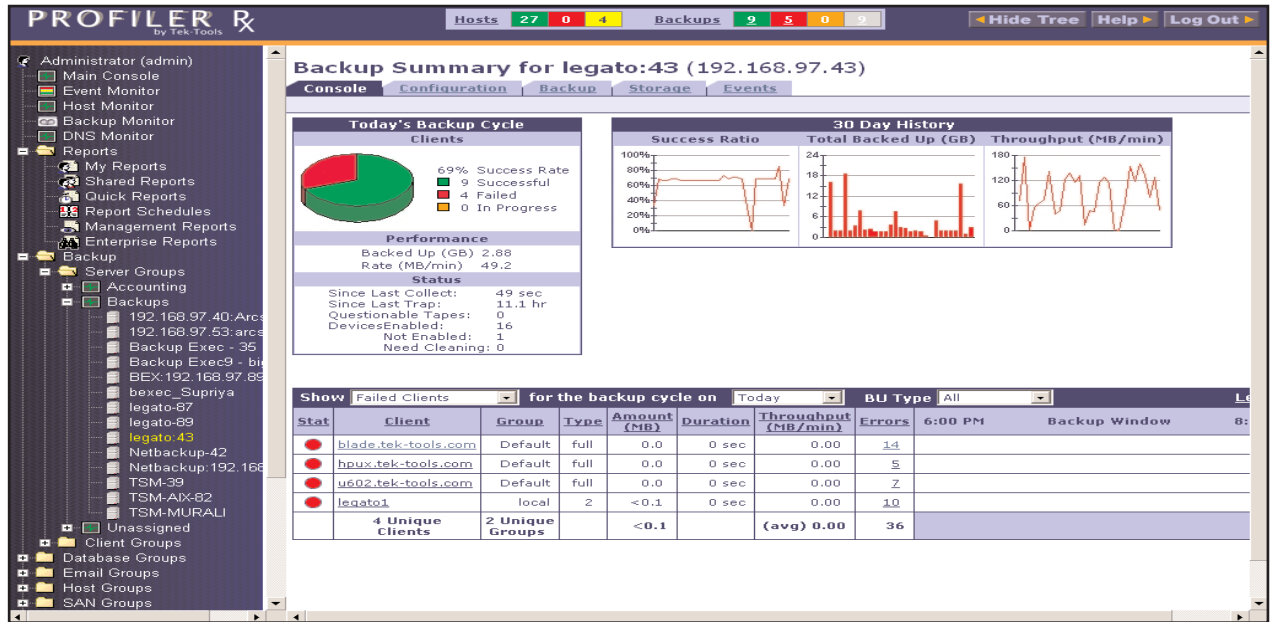 PROFILER Rx
by Tek-Tools
Hosts 27 0 4 Backups 9 5 0 9
Hide Tree Help Log Out
Administrator (admin)
Main Console
Event Monitor
Host Monitor
Backup Monitor
DNS Monitor
Reports
My Reports
Shared Reports
Quick Reports
Report Schedules
Management Reports
Enterprise Reports
Backup
Server Groups
Accounting
Backups
192.168.97.40:Arcs
192.168.97.53:arcs
Backup Exec - 35
Backup Exec9 - bi
BEX:192.168.97.89
bexec_Supriya
legato-87
legato-89
legato:43
Netbackup-42
Netbackup:192.168
TSM-39
TSM-AIX-82
TSM-MURALI
Unassigned
Client Groups
Database Groups
Email Groups
Host Groups
SAN Groups
Backup Summary for legato:43 (192.168.97.43)
Console Configuration Backup Storage Events
Today's Backup Cycle
Clients
69% Success Rate
9 Successful
4 Failed
0 In Progress
Performance
Backed Up (GB) 2.88
Rate (MB/min) 49.2
Status
Since Last Collect: 49 sec
Since Last Trap: 11.1 hr
Questionable Tapes: 0
DevicesEnabled: 16
Not Enabled: 1
Need Cleaning: 0
30 Day History
Success Ratio Total Backed Up (GB) Throughput (MB/min)
100% 80% 60% 40% 20% 0%
24 18 12 6 0
180 120 60 0
Show Failed Clients for the backup cycle on Today BU Type All Le
Stat Client Group Type Amount (MB) Duration Throughput (MB/min) Errors 6:00 PM Backup Window 8:
blade.tek-tools.com Default full 0.0 0 sec 0.00 14
hpux.tek-tools.com Default full 0.0 0 sec 0.00 5
u602.tek-tools.com Default full 0.0 0 sec 0.00 7
legato1 local 2 <0.1 0 sec 0.00 10
4 Unique Clients 2 Unique Groups <0.1 (avg) 0.00 36